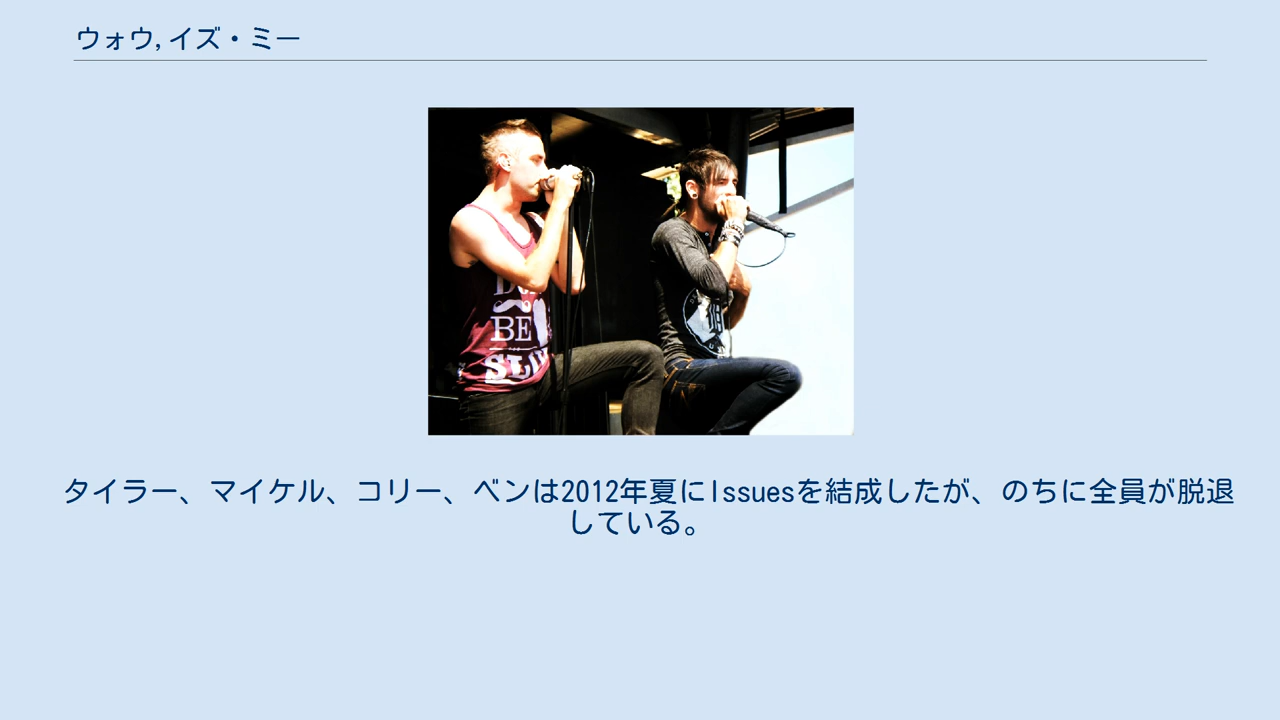 ウォウ,イズ・ミー
BE
タイラー、マイケル、コリー、ベンは2012年夏にIssuesを結成したが、のちに全員が脱退
している。